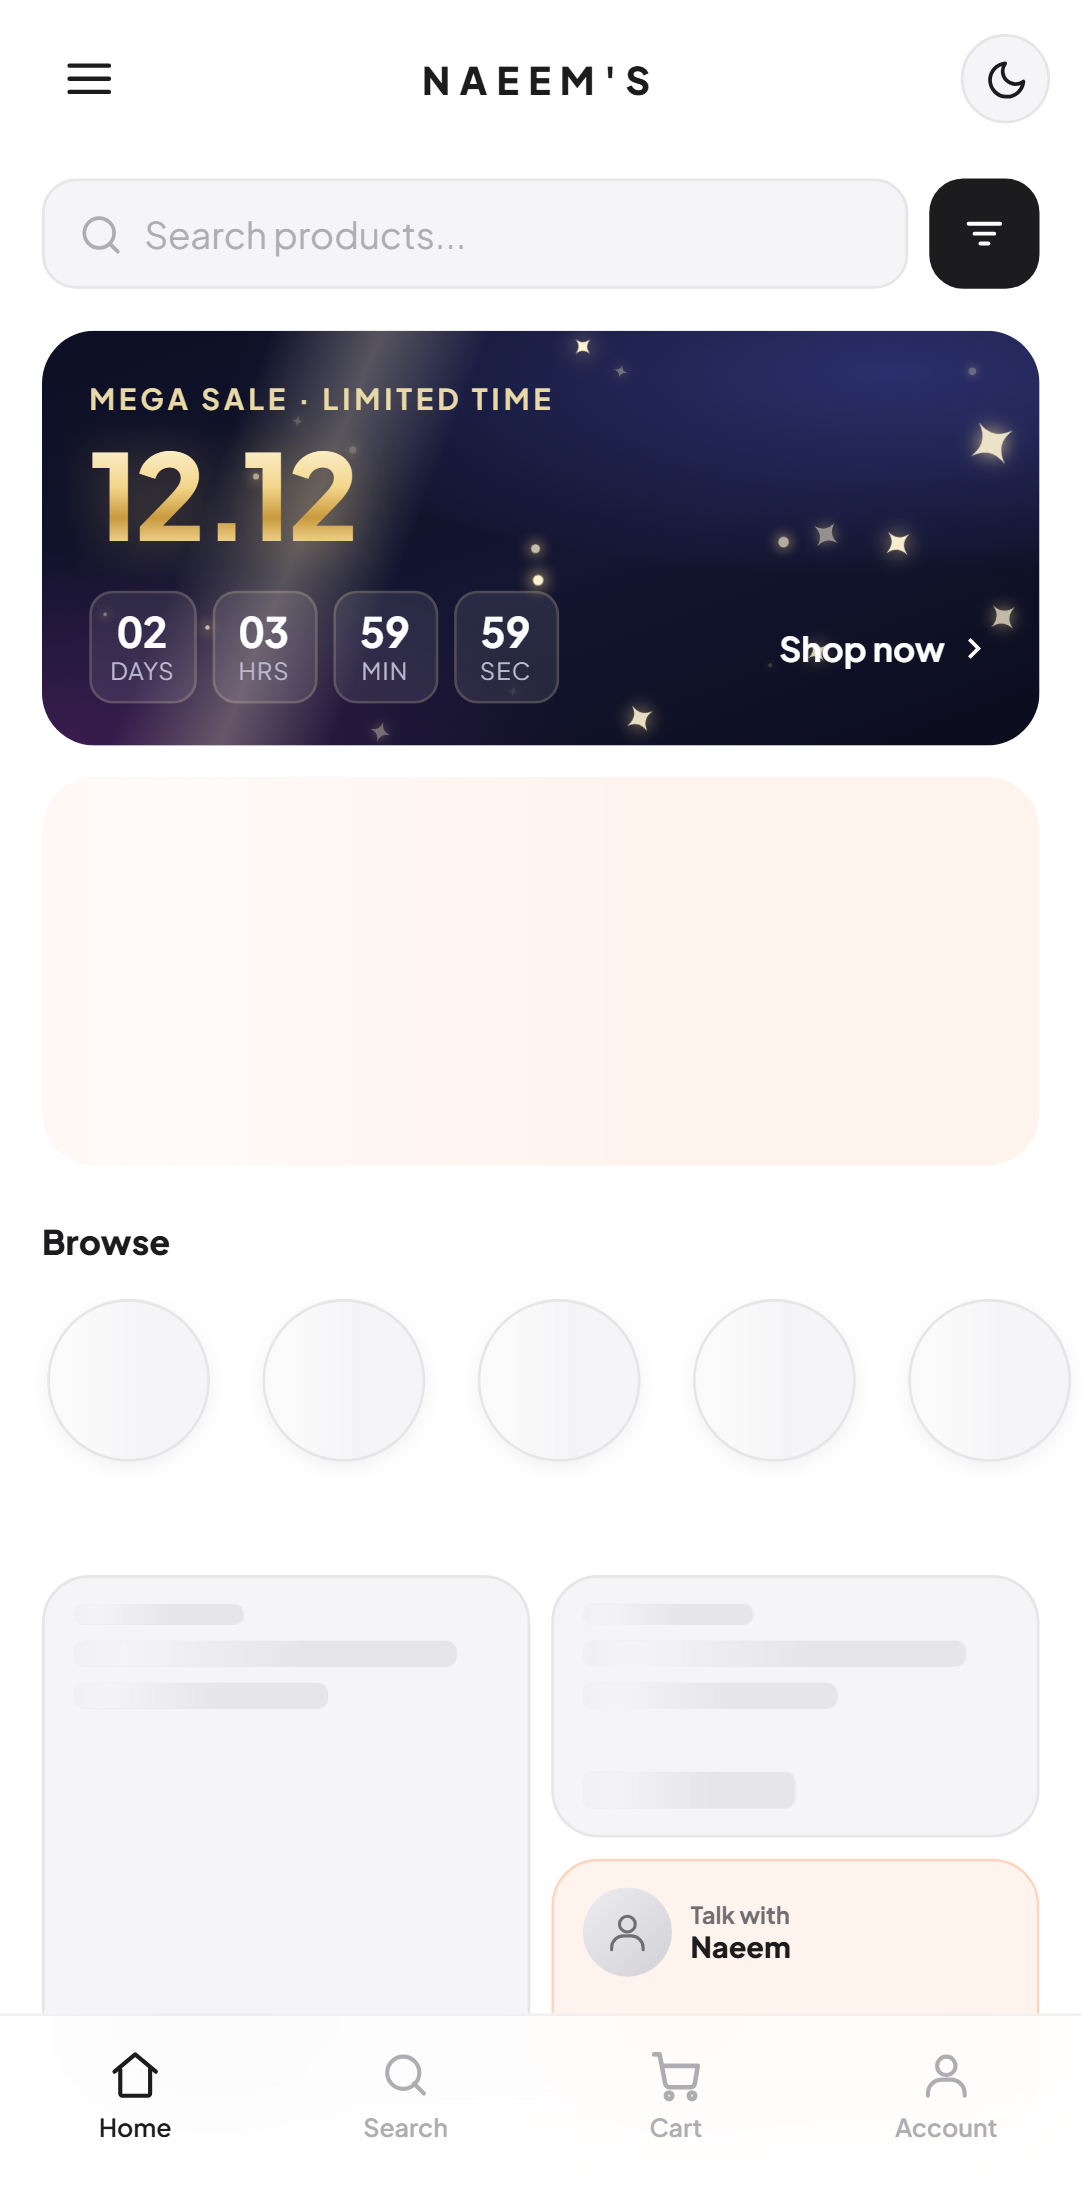 NAEEM'S
Search products...
MEGA SALE · LIMITED TIME
12.12
02 03 59 59
DAYS HRS MIN SEC
Shop now
Browse
Talk with
Naeem
Home Search Cart Account